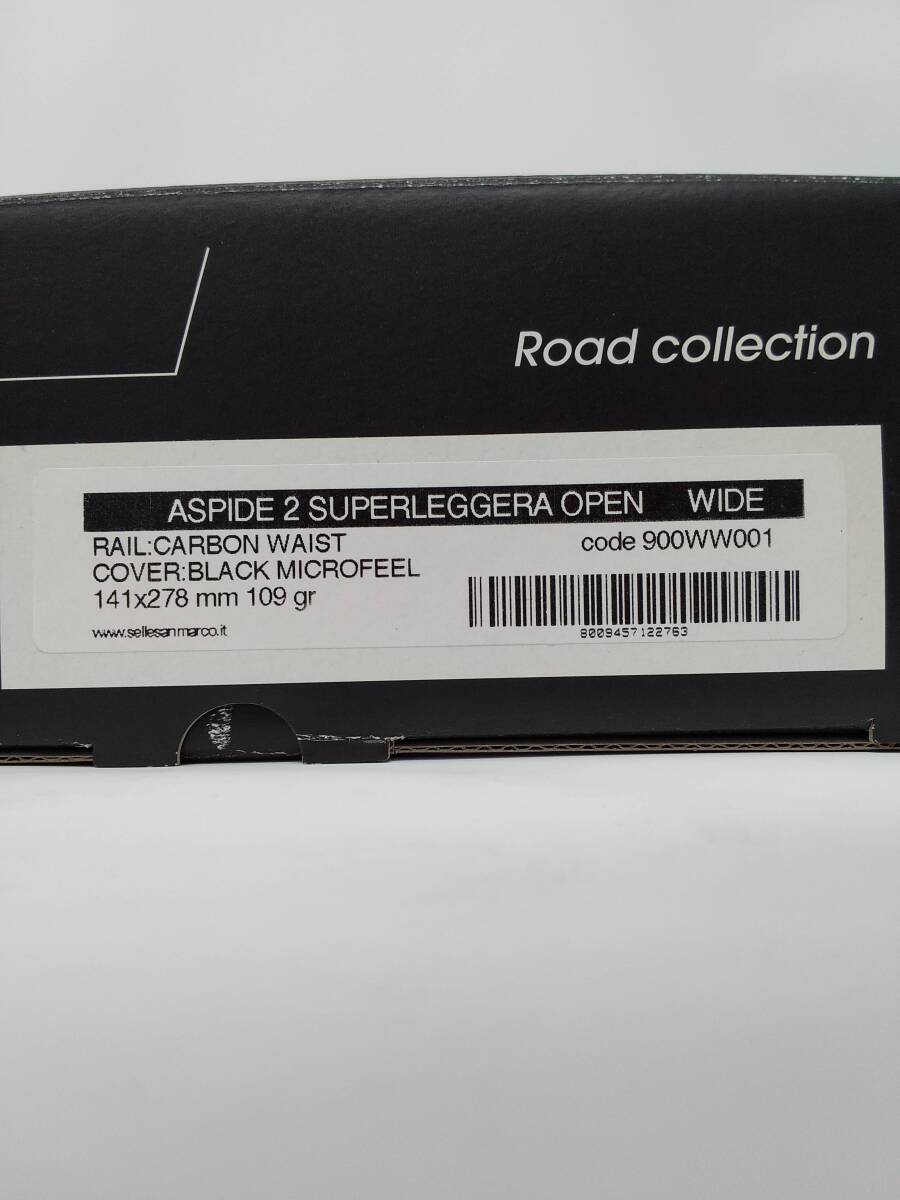 Road collection
ASPIDE 2 SUPERLEGGERA OPEN WIDE
RAIL:CARBON WAIST
code 900WW001
COVER:BLACK MICROFEEL
141x278 mm 109 gr
www.sellesanmarco.it
8009457122763